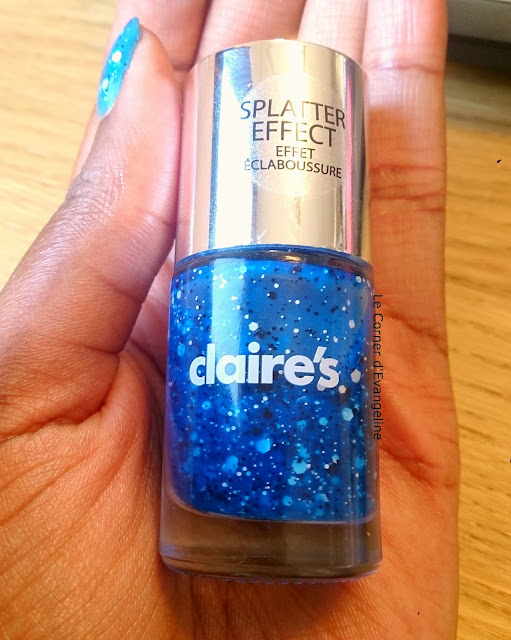 SPLATTER
EFFECT
EFFET
ÉCLABOUSSURE
claire's
Le Corner d'Evangeline